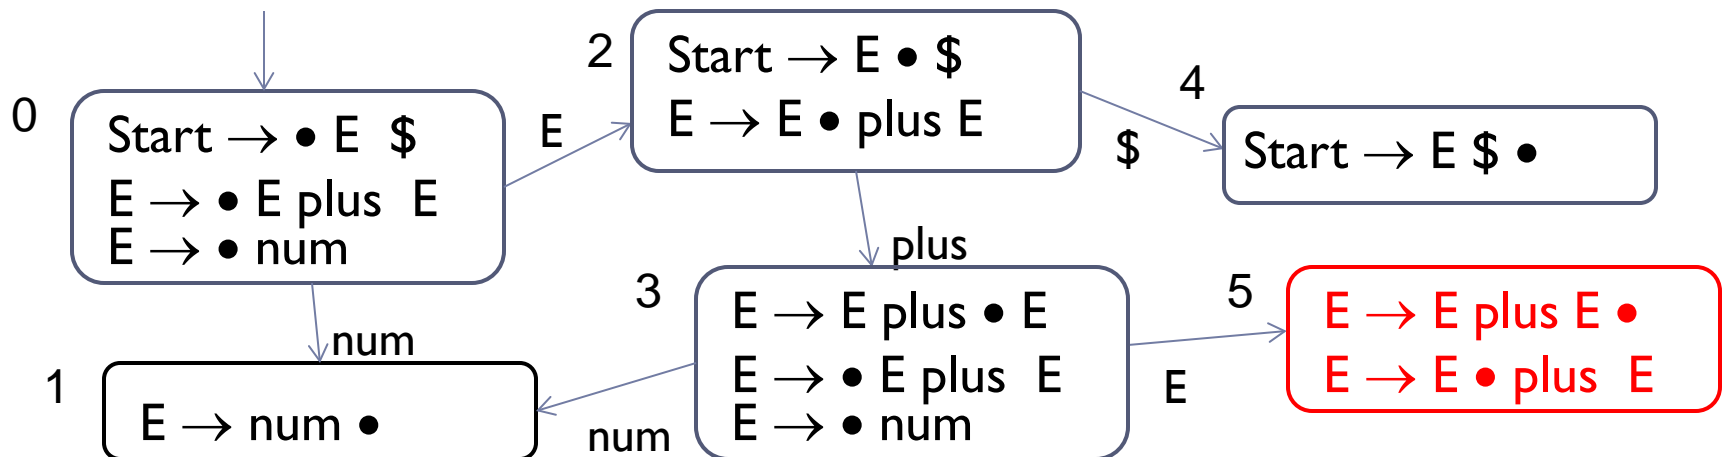 0
Start → • E $
E → • E plus E
E → • num
E
2
Start → E • $
E → E • plus E
$
4
Start → E $ •
num
plus
1
E → num •
num
3
E → E plus • E
E → • E plus E
E → • num
E
5
E → E plus E •
E → E • plus E